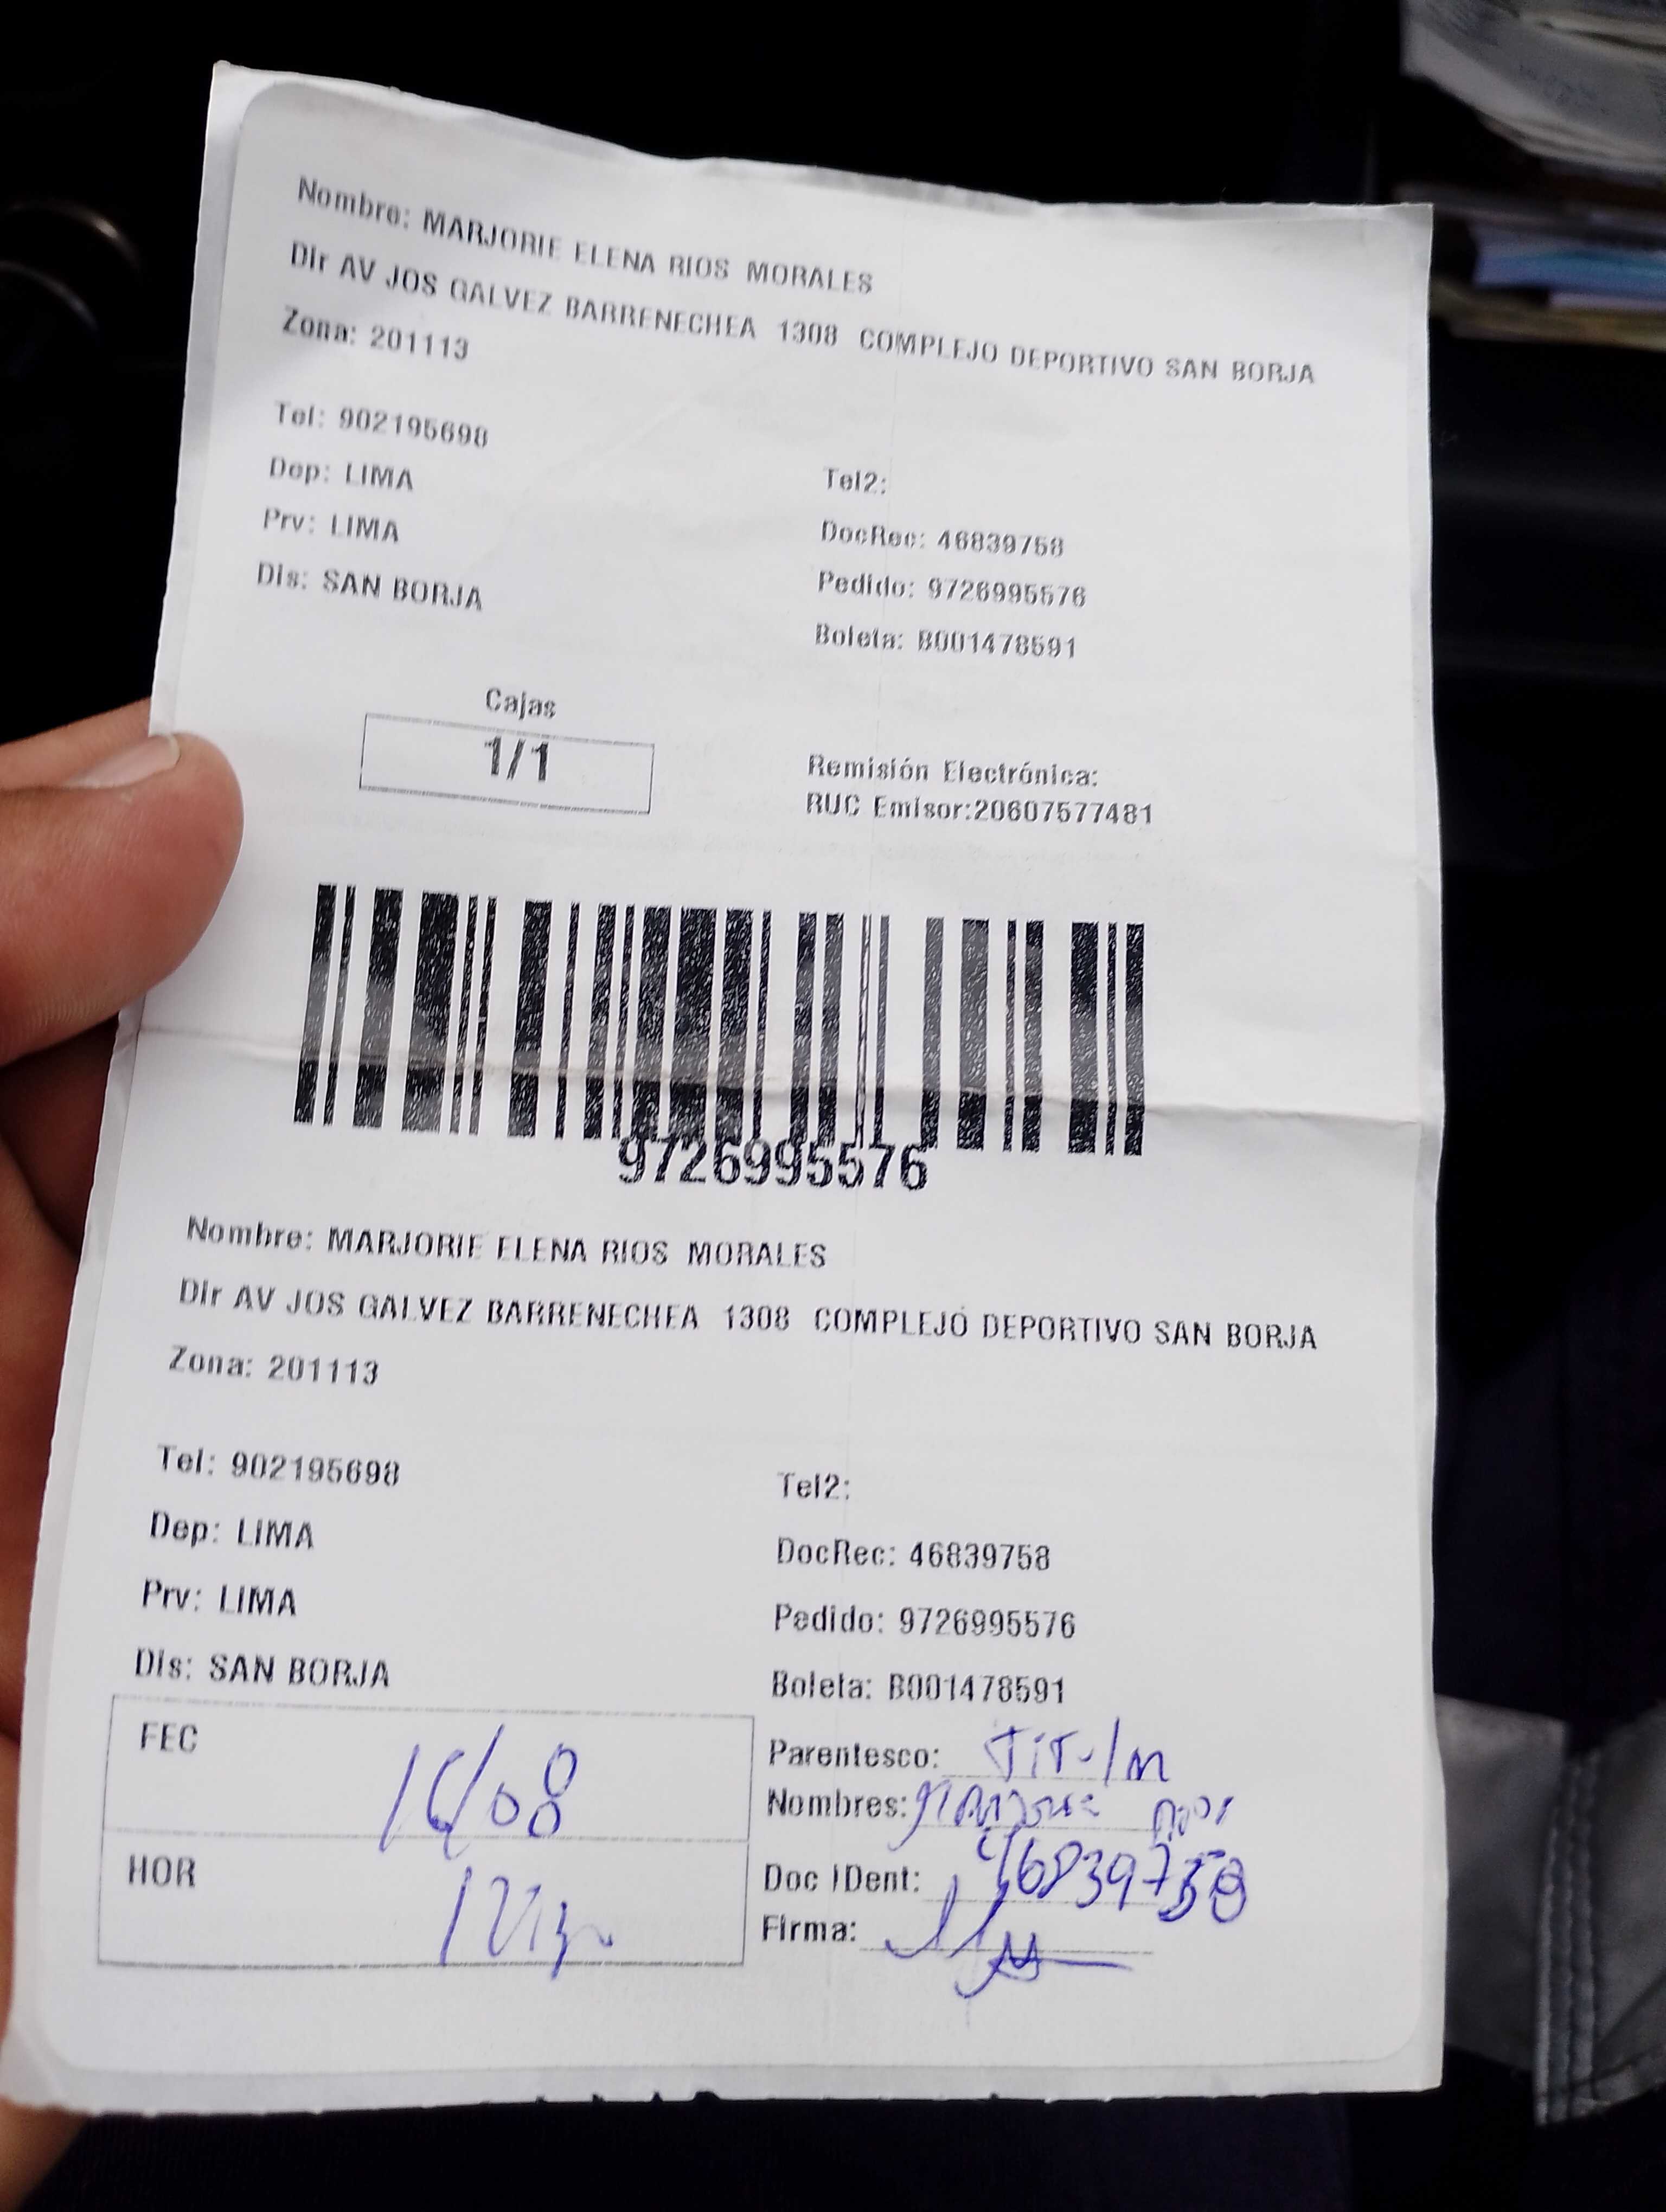 Nombre: MARJORIE ELENA RIOS MORALES
Dir AV JOS GALVEZ BARRENECHEA 1308 COMPLEJO DEPORTIVO SAN BORJA
Zona: 201113
Tel: 902195698
Tel2:
Dep: LIMA
DocRec: 46839758
Prv: LIMA
Pedido: 9726995576
Dis: SAN BORJA
Boleta: B001478591
Cajas
1/1
Remisión Electrónica:
RUC Emisor:20607577481
9726995576
Nombre: MARJORIE ELENA RIOS MORALES
Dir AV JOS GALVEZ BARRENECHEA 1308 COMPLEJO DEPORTIVO SAN BORJA
Zona: 201113
Tel: 902195698
Tel2:
Dep: LIMA
DocRec: 46839758
Prv: LIMA
Pedido: 9726995576
Dis: SAN BORJA
Boleta: B001478591
FEC 16/08
Parentesco:
Nombres:
HOR
Doc IDent: 46839758
Firma: